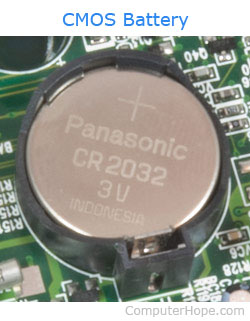 CMOS Battery
+
Panasonic
CR2032
3V
INDONESIA
ComputerHope.com